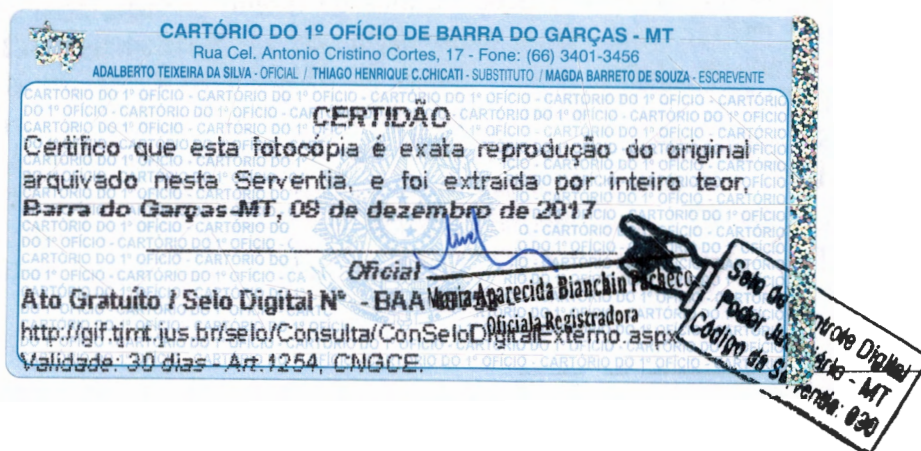 CARTÓRIO DO 1º OFÍCIO DE BARRA DO GARÇAS - MT
Rua Cel. Antonio Cristino Cortes, 17 - Fone: (66) 3401-3456
ADALBERTO TEIXEIRA DA SILVA - OFICIAL / THIAGO HENRIQUE C.CHICATI - SUBSTITUTO / MAGDA BARRETO DE SOUZA - ESCREVENTE
CERTIDÃO
Certifico que esta fotocópia é exata reprodução do original
arquivado nesta Serventia, e foi extraida por inteiro teor.
Barra do Garças-MT, 08 de dezembro de 2017
Oficial
Maria Aparecida Bianchin Pacheco
Oficiala Registradora
Ato Gratuito / Selo Digital N° - BAA
http://gif.tjmt.jus.br/selo/Consulta/ConSeloDigitalExterno.aspx
Validade: 30 dias - Art.1254, CNGCE.
Selo de Controle Digital
Poder Judiciário - MT
Código da Serventia: 090